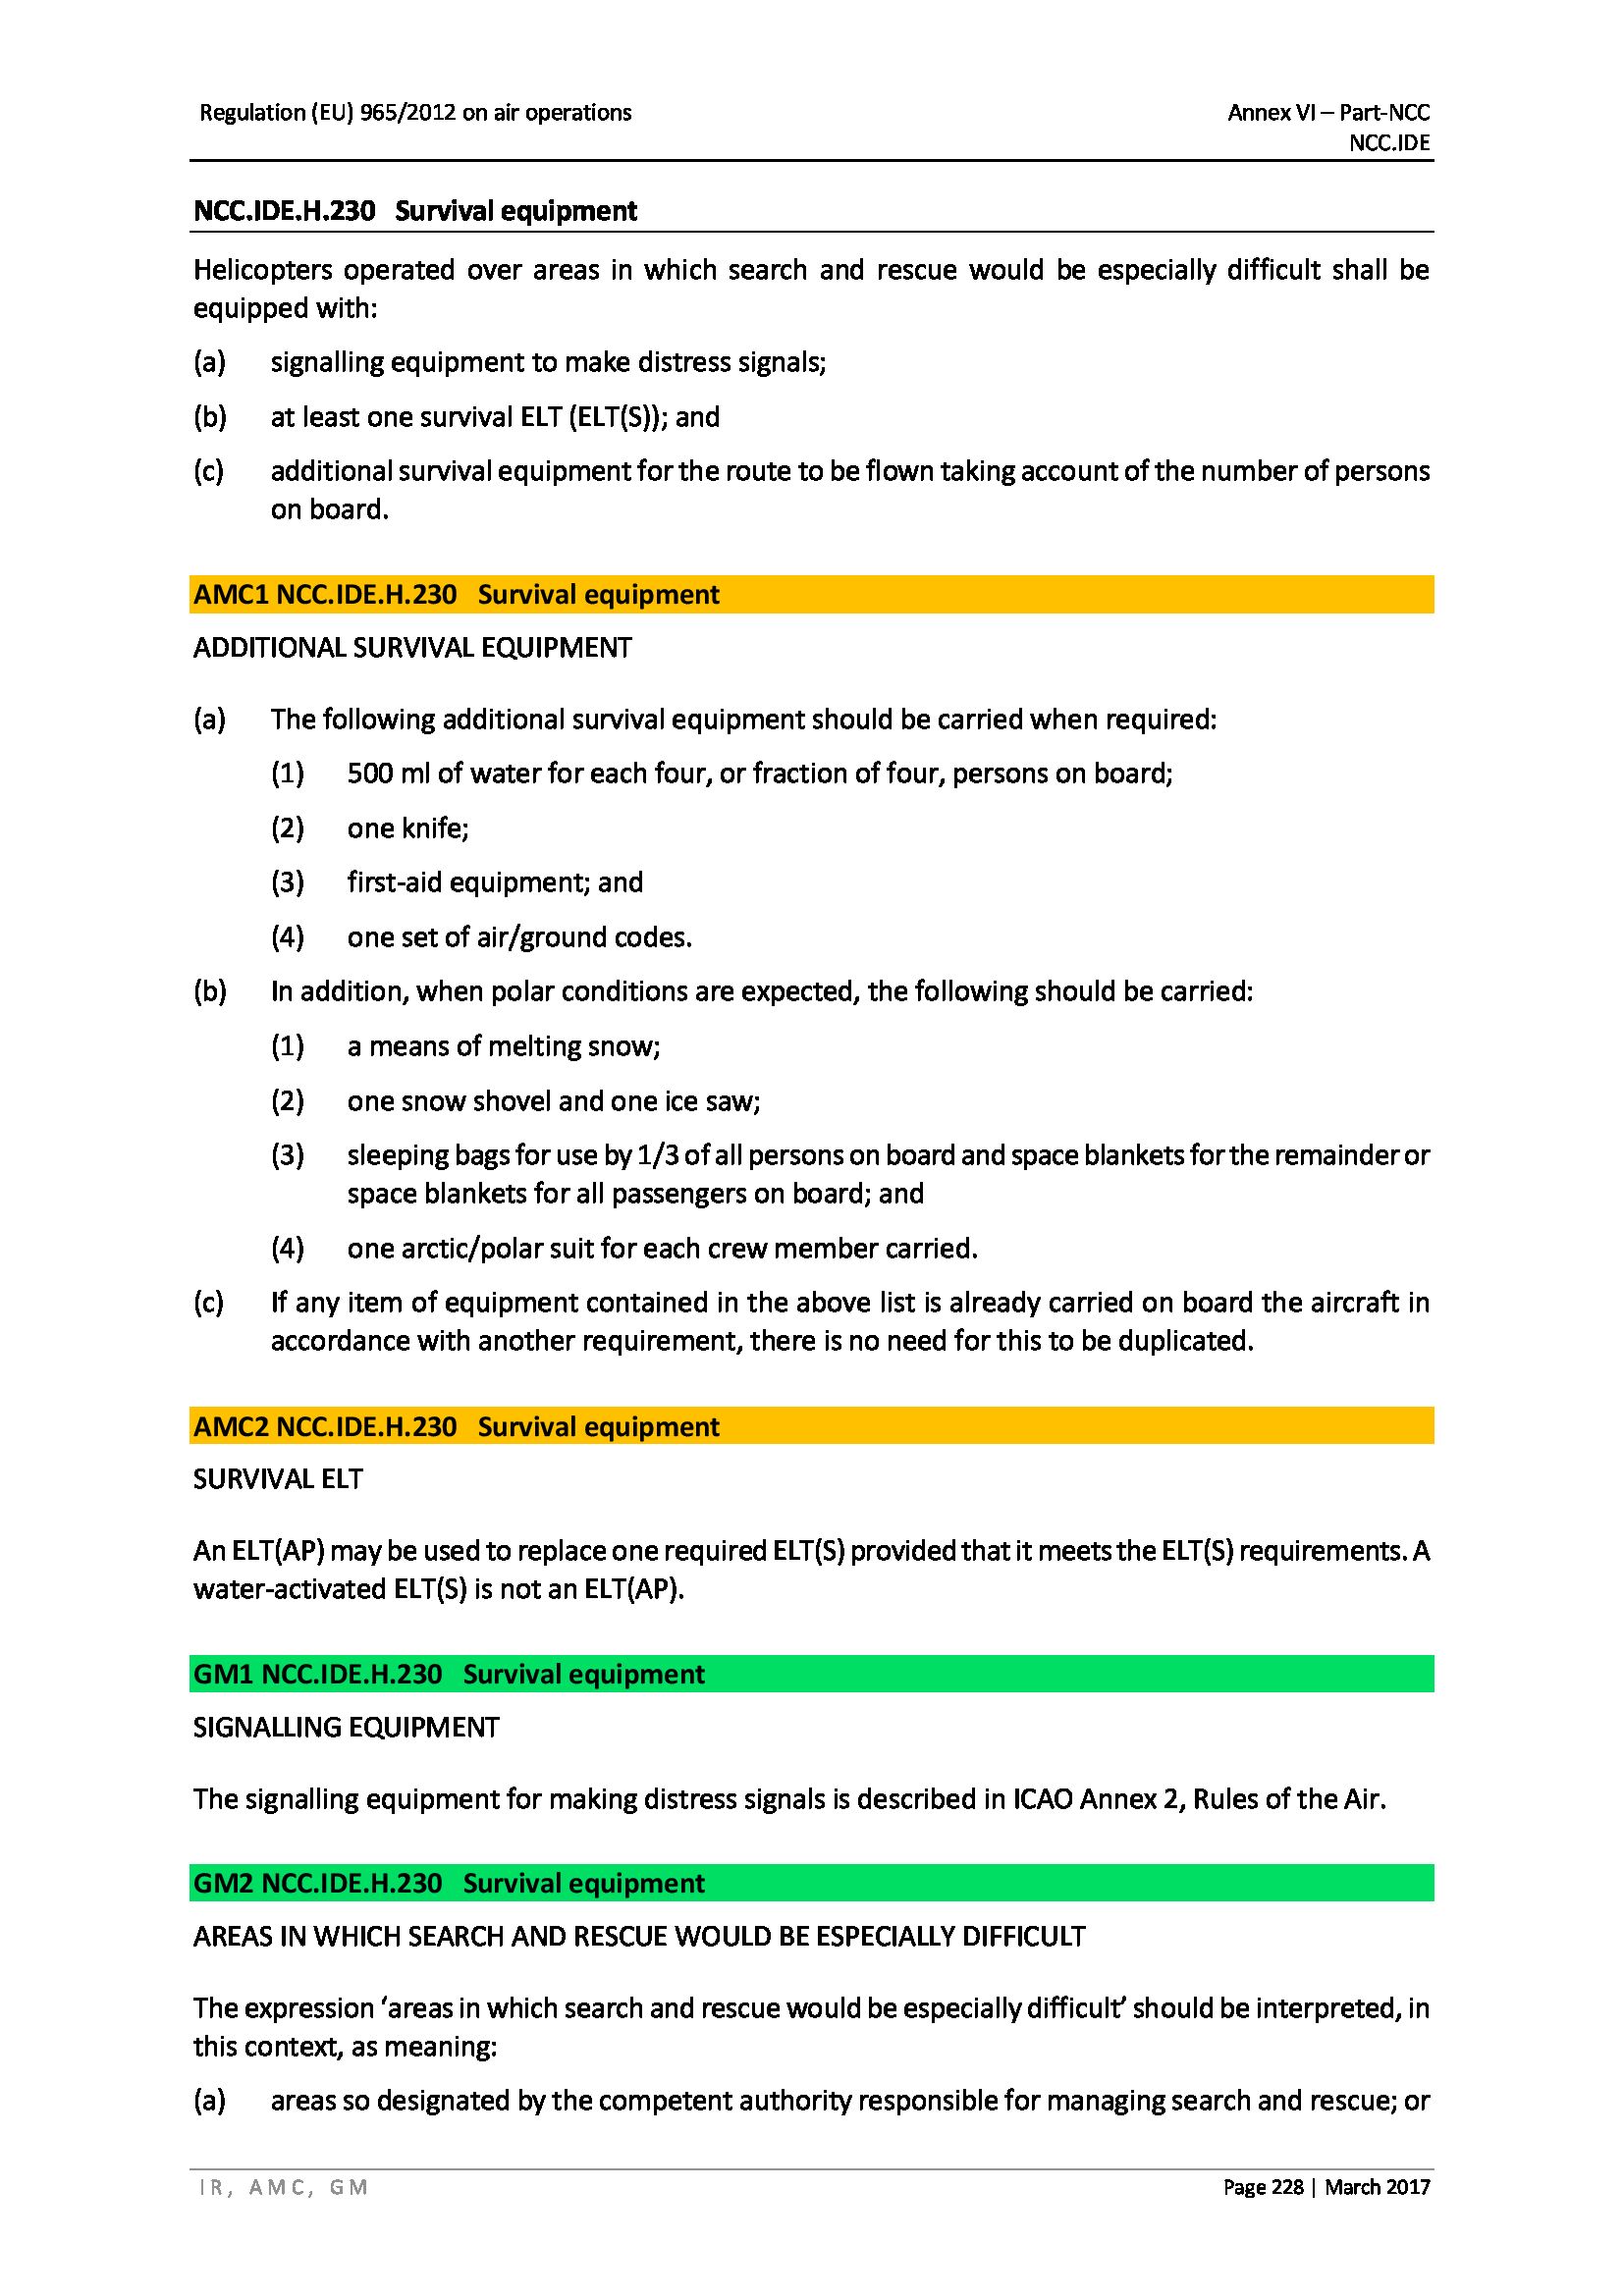 Regulation (EU) 965/2012 on air operations
Annex VI – Part-NCC
NCC.IDE
NCC.IDE.H.230 Survival equipment
Helicopters operated over areas in which search and rescue would be especially difficult shall be
equipped with:
(a) signalling equipment to make distress signals;
(b) at least one survival ELT (ELT(S)); and
(c) additional survival equipment for the route to be flown taking account of the number of persons
on board.
AMC1 NCC.IDE.H.230 Survival equipment
ADDITIONAL SURVIVAL EQUIPMENT
(a) The following additional survival equipment should be carried when required:
(1) 500 ml of water for each four, or fraction of four, persons on board;
(2) one knife;
(3) first-aid equipment; and
(4) one set of air/ground codes.
(b) In addition, when polar conditions are expected, the following should be carried:
(1) a means of melting snow;
(2) one snow shovel and one ice saw;
(3) sleeping bags for use by 1/3 of all persons on board and space blankets for the remainder or
space blankets for all passengers on board; and
(4) one arctic/polar suit for each crew member carried.
(c) If any item of equipment contained in the above list is already carried on board the aircraft in
accordance with another requirement, there is no need for this to be duplicated.
AMC2 NCC.IDE.H.230 Survival equipment
SURVIVAL ELT
An ELT(AP) may be used to replace one required ELT(S) provided that it meets the ELT(S) requirements. A
water-activated ELT(S) is not an ELT(AP).
GM1 NCC.IDE.H.230 Survival equipment
SIGNALLING EQUIPMENT
The signalling equipment for making distress signals is described in ICAO Annex 2, Rules of the Air.
GM2 NCC.IDE.H.230 Survival equipment
AREAS IN WHICH SEARCH AND RESCUE WOULD BE ESPECIALLY DIFFICULT
The expression ‘areas in which search and rescue would be especially difficult’ should be interpreted, in
this context, as meaning:
(a) areas so designated by the competent authority responsible for managing search and rescue; or
IR, AMC, GM
Page 228 | March 2017